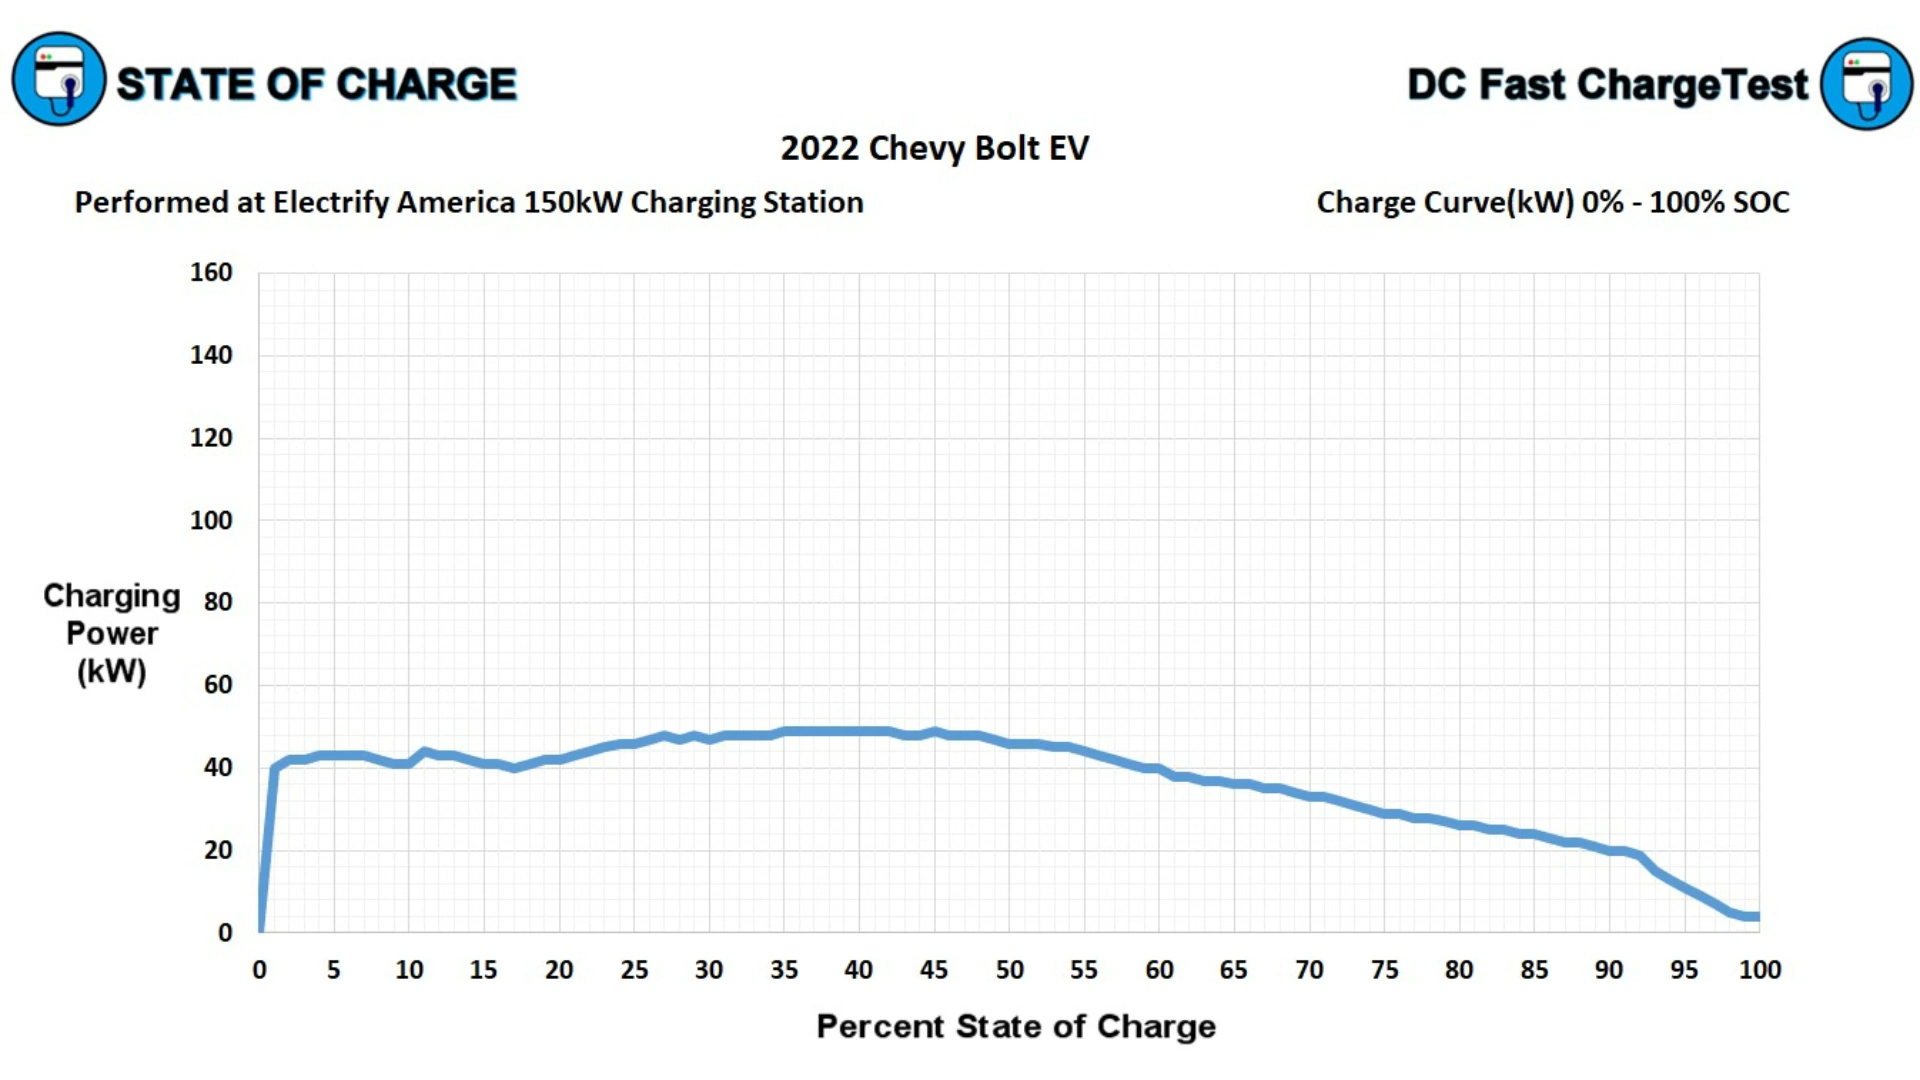 STATE OF CHARGE
DC Fast ChargeTest
2022 Chevy Bolt EV
Performed at Electrify America 150kW Charging Station
Charge Curve(kW) 0% - 100% SOC
160
140
120
100
80
60
40
20
0
Charging
Power
(kW)
0 5 10 15 20 25 30 35 40 45 50 55 60 65 70 75 80 85 90 95 100
Percent State of Charge